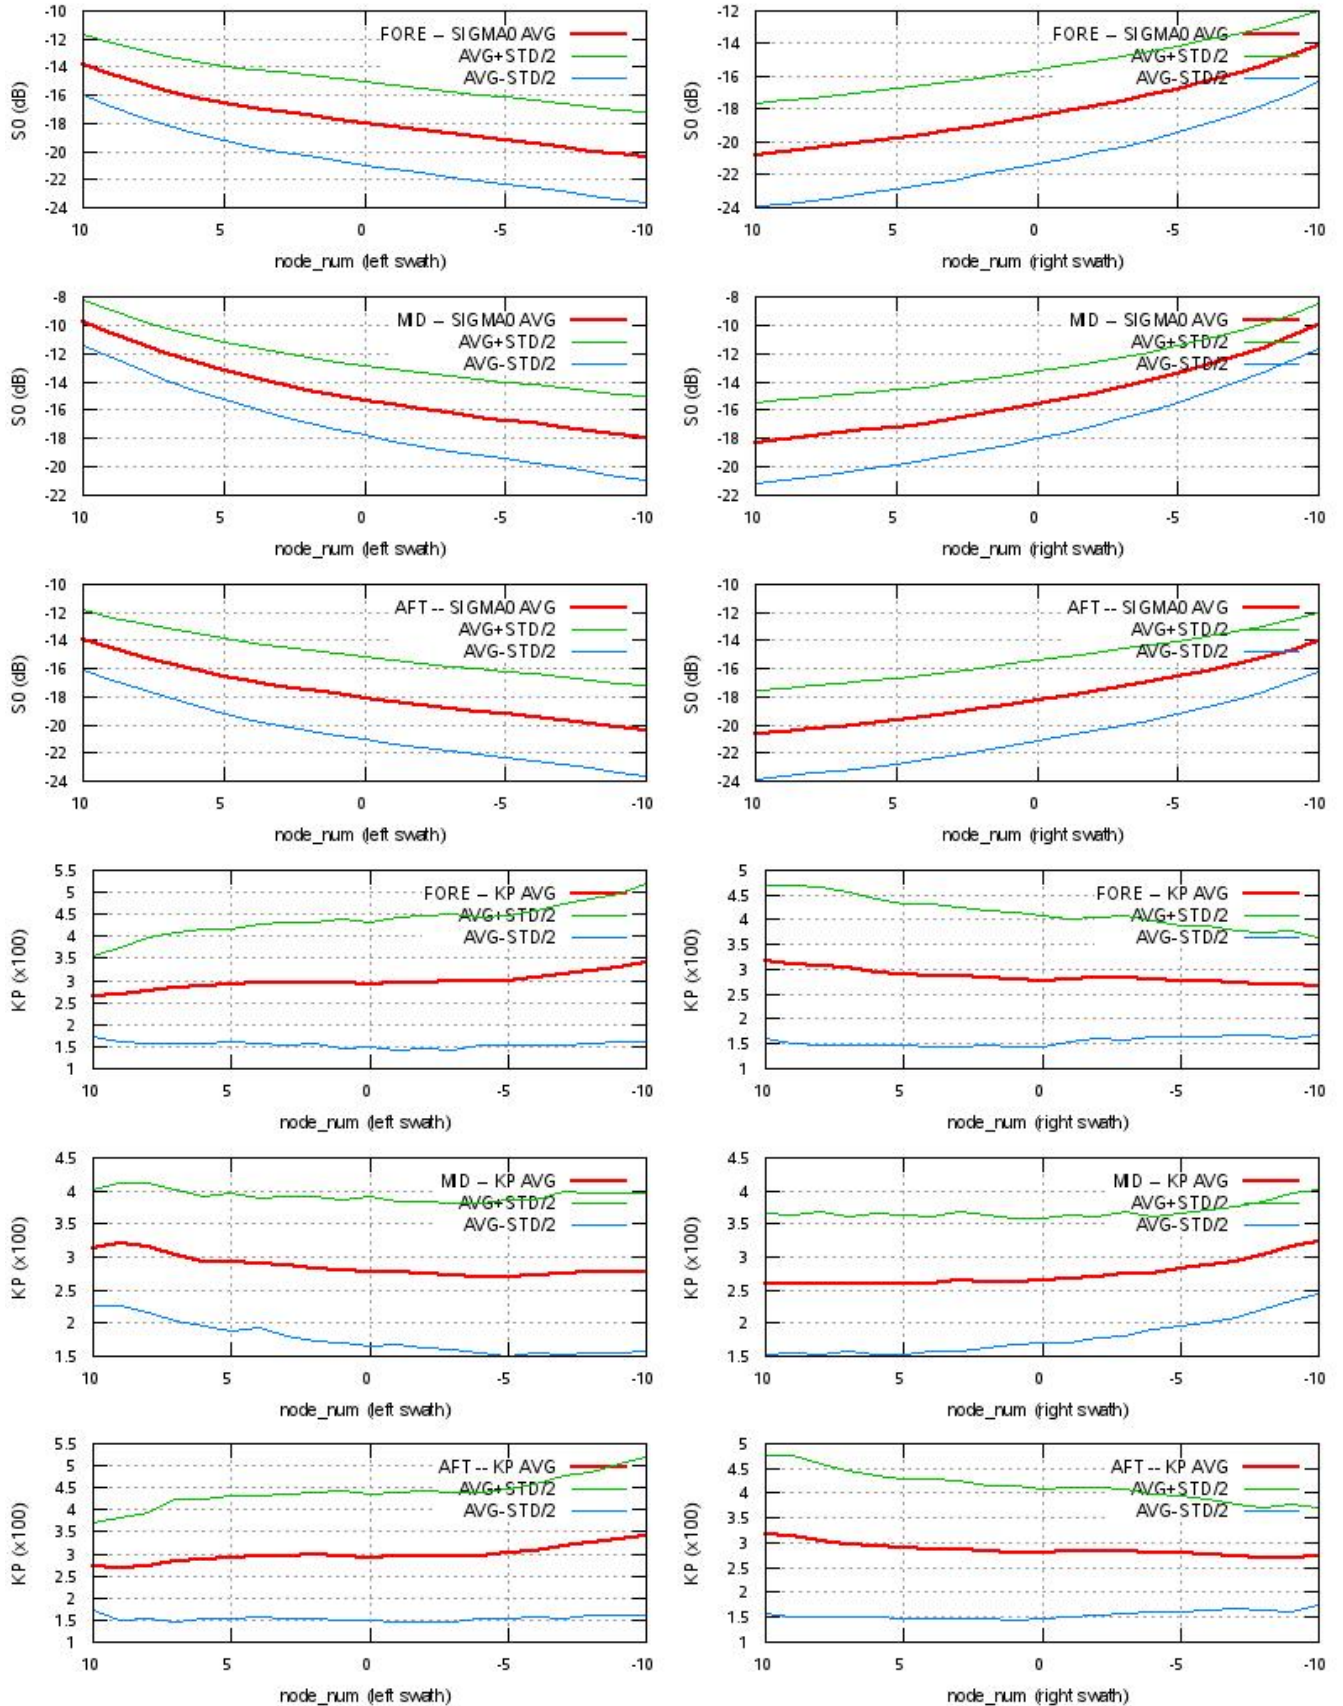 -10
-12
-14
-16
-18
-20
-22
-24
S0 (dB)
FORE -- SIGMA0 AVG
AVG+STD/2
AVG-STD/2
10 5 0 -5 -10
node_num (left swath)
-12
-14
-16
-18
-20
-22
-24
S0 (dB)
FORE -- SIGMA0 AVG
AVG+STD/2
AVG-STD/2
10 5 0 -5 -10
node_num (right swath)
-8
-10
-12
-14
-16
-18
-20
-22
S0 (dB)
MID -- SIGMA0 AVG
AVG+STD/2
AVG-STD/2
10 5 0 -5 -10
node_num (left swath)
-8
-10
-12
-14
-16
-18
-20
-22
S0 (dB)
MID -- SIGMA0 AVG
AVG+STD/2
AVG-STD/2
10 5 0 -5 -10
node_num (right swath)
-10
-12
-14
-16
-18
-20
-22
-24
S0 (dB)
AFT -- SIGMA0 AVG
AVG+STD/2
AVG-STD/2
10 5 0 -5 -10
node_num (left swath)
-10
-12
-14
-16
-18
-20
-22
-24
S0 (dB)
AFT -- SIGMA0 AVG
AVG+STD/2
AVG-STD/2
10 5 0 -5 -10
node_num (right swath)
5.5
5
4.5
4
3.5
3
2.5
2
1.5
1
KP (x100)
FORE -- KP AVG
AVG+STD/2
AVG-STD/2
10 5 0 -5 -10
node_num (left swath)
5
4.5
4
3.5
3
2.5
2
1.5
1
KP (x100)
FORE -- KP AVG
AVG+STD/2
AVG-STD/2
10 5 0 -5 -10
node_num (right swath)
4.5
4
3.5
3
2.5
2
1.5
KP (x100)
MID -- KP AVG
AVG+STD/2
AVG-STD/2
10 5 0 -5 -10
node_num (left swath)
4.5
4
3.5
3
2.5
2
1.5
KP (x100)
MID -- KP AVG
AVG+STD/2
AVG-STD/2
10 5 0 -5 -10
node_num (right swath)
5.5
5
4.5
4
3.5
3
2.5
2
1.5
1
KP (x100)
AFT -- KP AVG
AVG+STD/2
AVG-STD/2
10 5 0 -5 -10
node_num (left swath)
5
4.5
4
3.5
3
2.5
2
1.5
1
KP (x100)
AFT -- KP AVG
AVG+STD/2
AVG-STD/2
10 5 0 -5 -10
node_num (right swath)